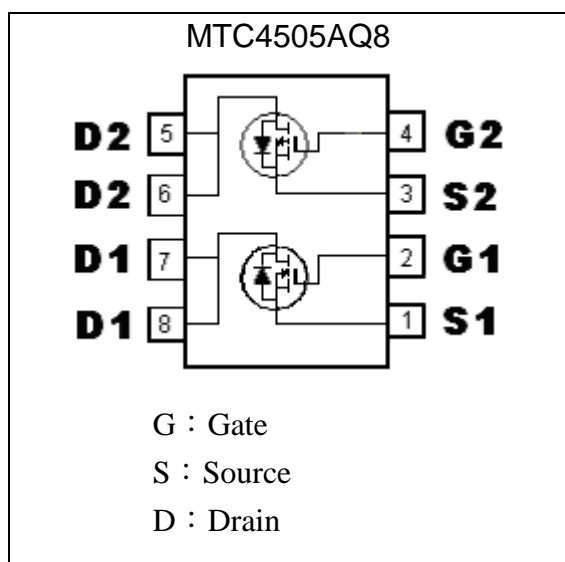 MTC4505AQ8
D2 5 4 G2
D2 6 3 S2
D1 7 2 G1
D1 8 1 S1
G：Gate
S：Source
D：Drain